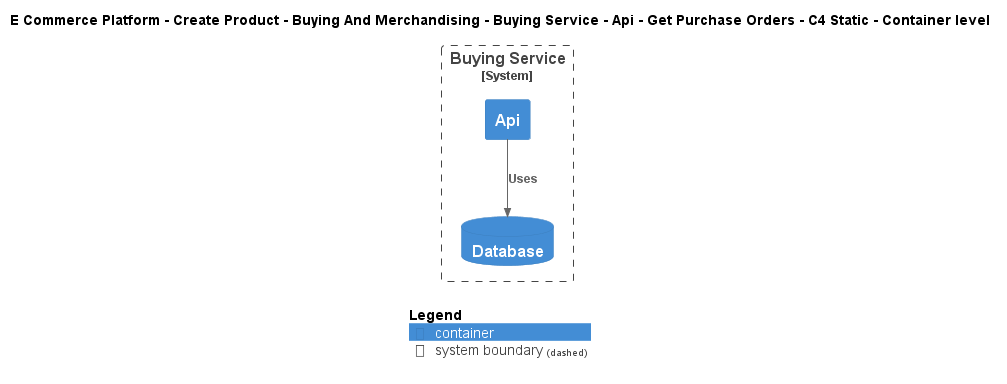 E Commerce Platform - Create Product - Buying And Merchandising - Buying Service - Api - Get Purchase Orders - C4 Static - Container level
Buying Service
[System]
Api
Uses
Database
Legend
container
system boundary (dashed)